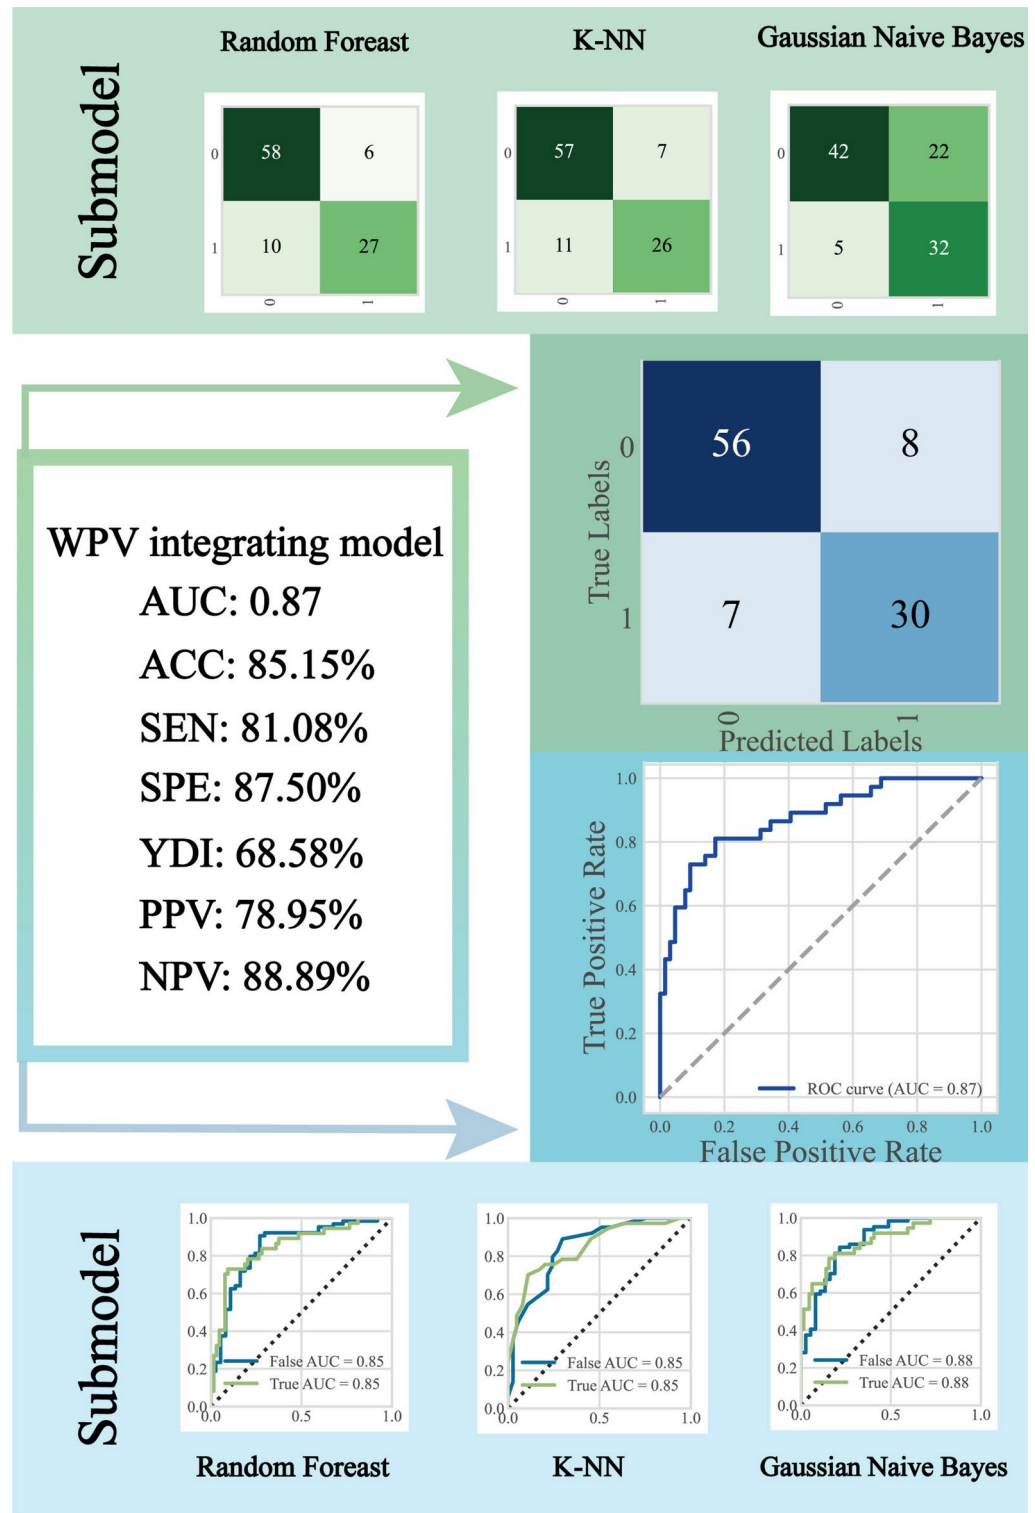 Random Foreast K-NN Gaussian Naive Bayes
Submodel
0 58 6
1 10 27
0 1
0 57 7
1 11 26
0 1
0 42 22
1 5 32
0 1
WPV integrating model
AUC: 0.87
ACC: 85.15%
SEN: 81.08%
SPE: 87.50%
YDI: 68.58%
PPV: 78.95%
NPV: 88.89%
True Labels
0 56 8
1 7 30
0 1
Predicted Labels
True Positive Rate
1.0
0.8
0.6
0.4
0.2
0.0
ROC curve (AUC = 0.87)
0.0 0.2 0.4 0.6 0.8 1.0
False Positive Rate
Submodel
1.0
0.8
0.6
0.4
0.2
0.0
False AUC = 0.85
True AUC = 0.85
0.0 0.5 1.0
Random Foreast
1.0
0.8
0.6
0.4
0.2
0.0
False AUC = 0.85
True AUC = 0.85
0.0 0.5 1.0
K-NN
1.0
0.8
0.6
0.4
0.2
0.0
False AUC = 0.88
True AUC = 0.88
0.0 0.5 1.0
Gaussian Naive Bayes